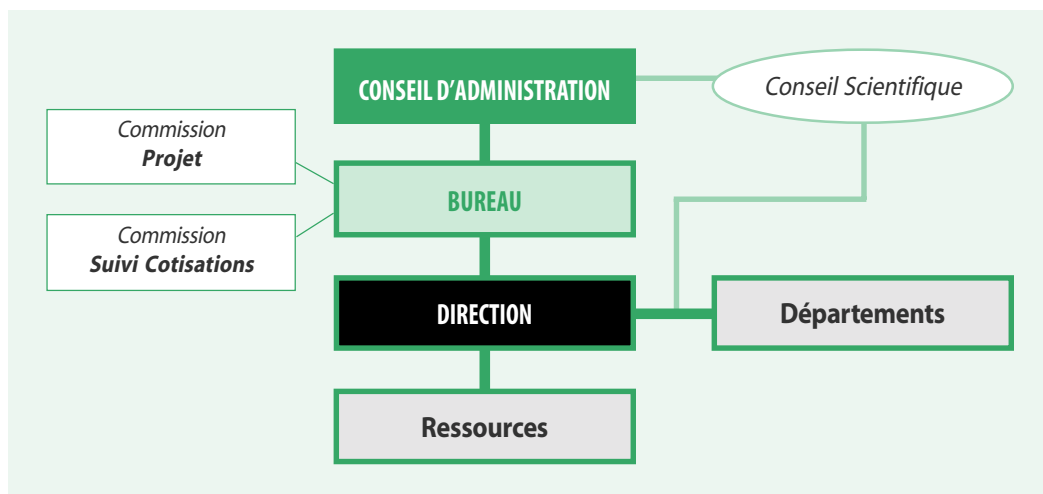 CONSEIL D'ADMINISTRATION
Conseil Scientifique
Commission
Projet
BUREAU
Commission
Suivi Cotisations
DIRECTION
Départements
Ressources